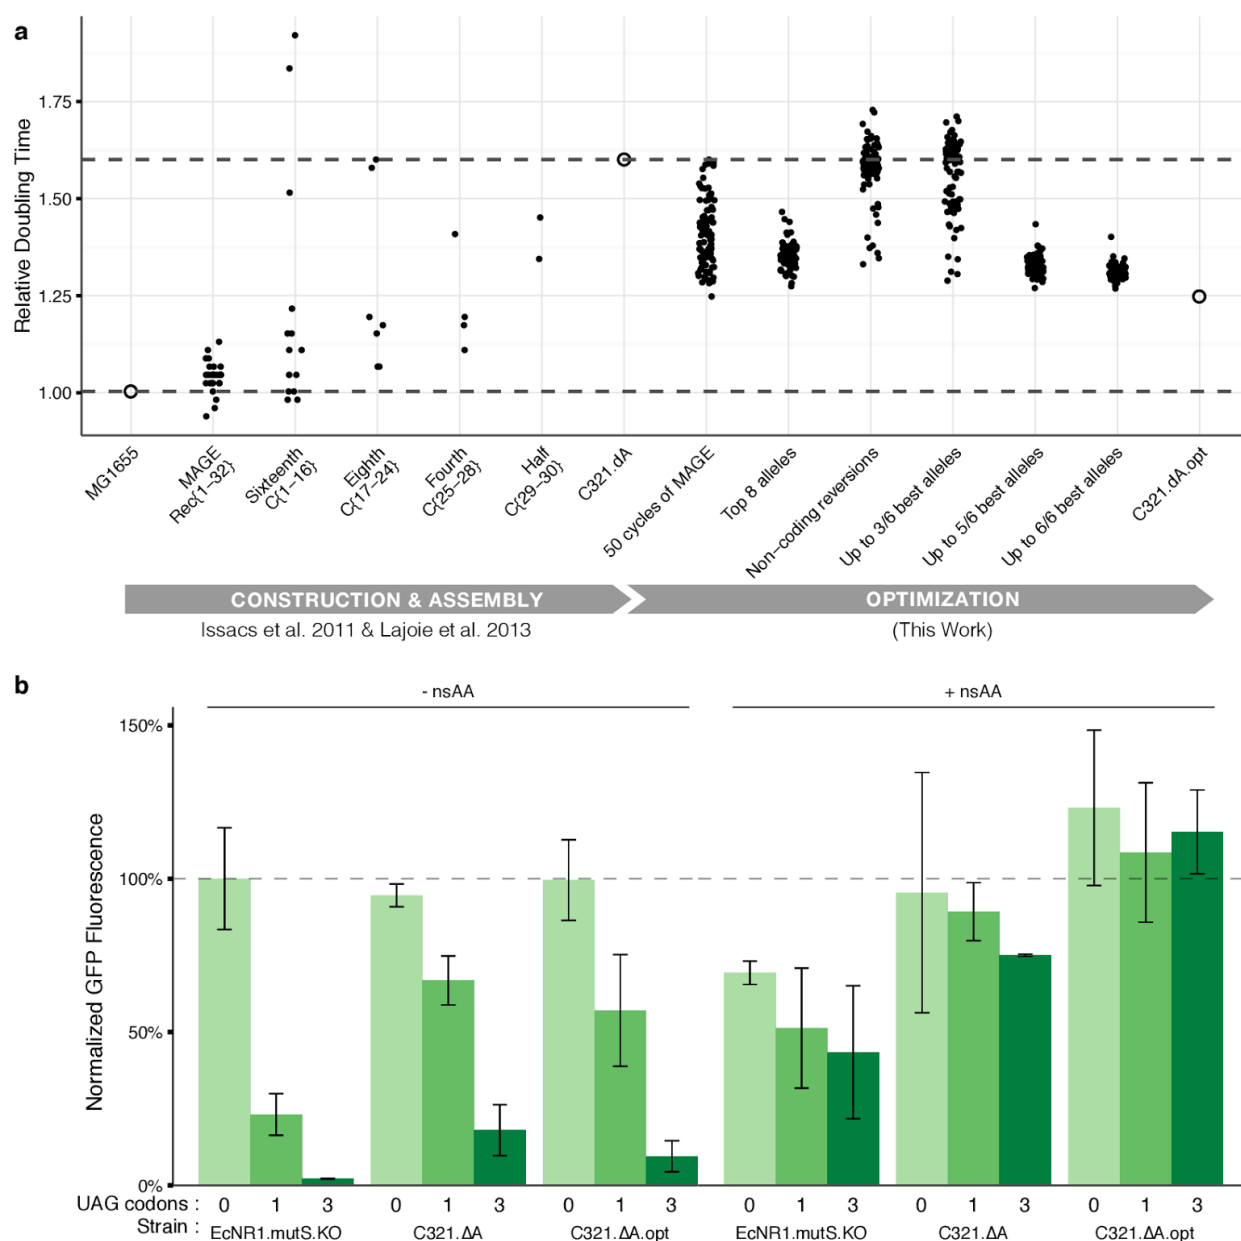 a
Relative Doubling Time
1.75
1.50
1.25
1.00
MG1655
MAGE
Rec{1–32}
Sixteenth
C{1–16}
Eighth
C{17–24}
Fourth
C{25–28}
Half
C{29–30}
C321.dA
50 cycles of MAGE
Top 8 alleles
Non–coding reversions
Up to 3/6 best alleles
Up to 5/6 best alleles
Up to 6/6 best alleles
C321.dA.opt
CONSTRUCTION & ASSEMBLY
OPTIMIZATION
Issacs et al. 2011 & Lajoie et al. 2013
(This Work)
b
- nsAA
+ nsAA
Normalized GFP Fluorescence
150%
100%
50%
0%
UAG codons : 0 1 3 0 1 3 0 1 3 0 1 3 0 1 3 0 1 3
Strain : EcNR1.mutS.KO C321.ΔA C321.ΔA.opt EcNR1.mutS.KO C321.ΔA C321.ΔA.opt